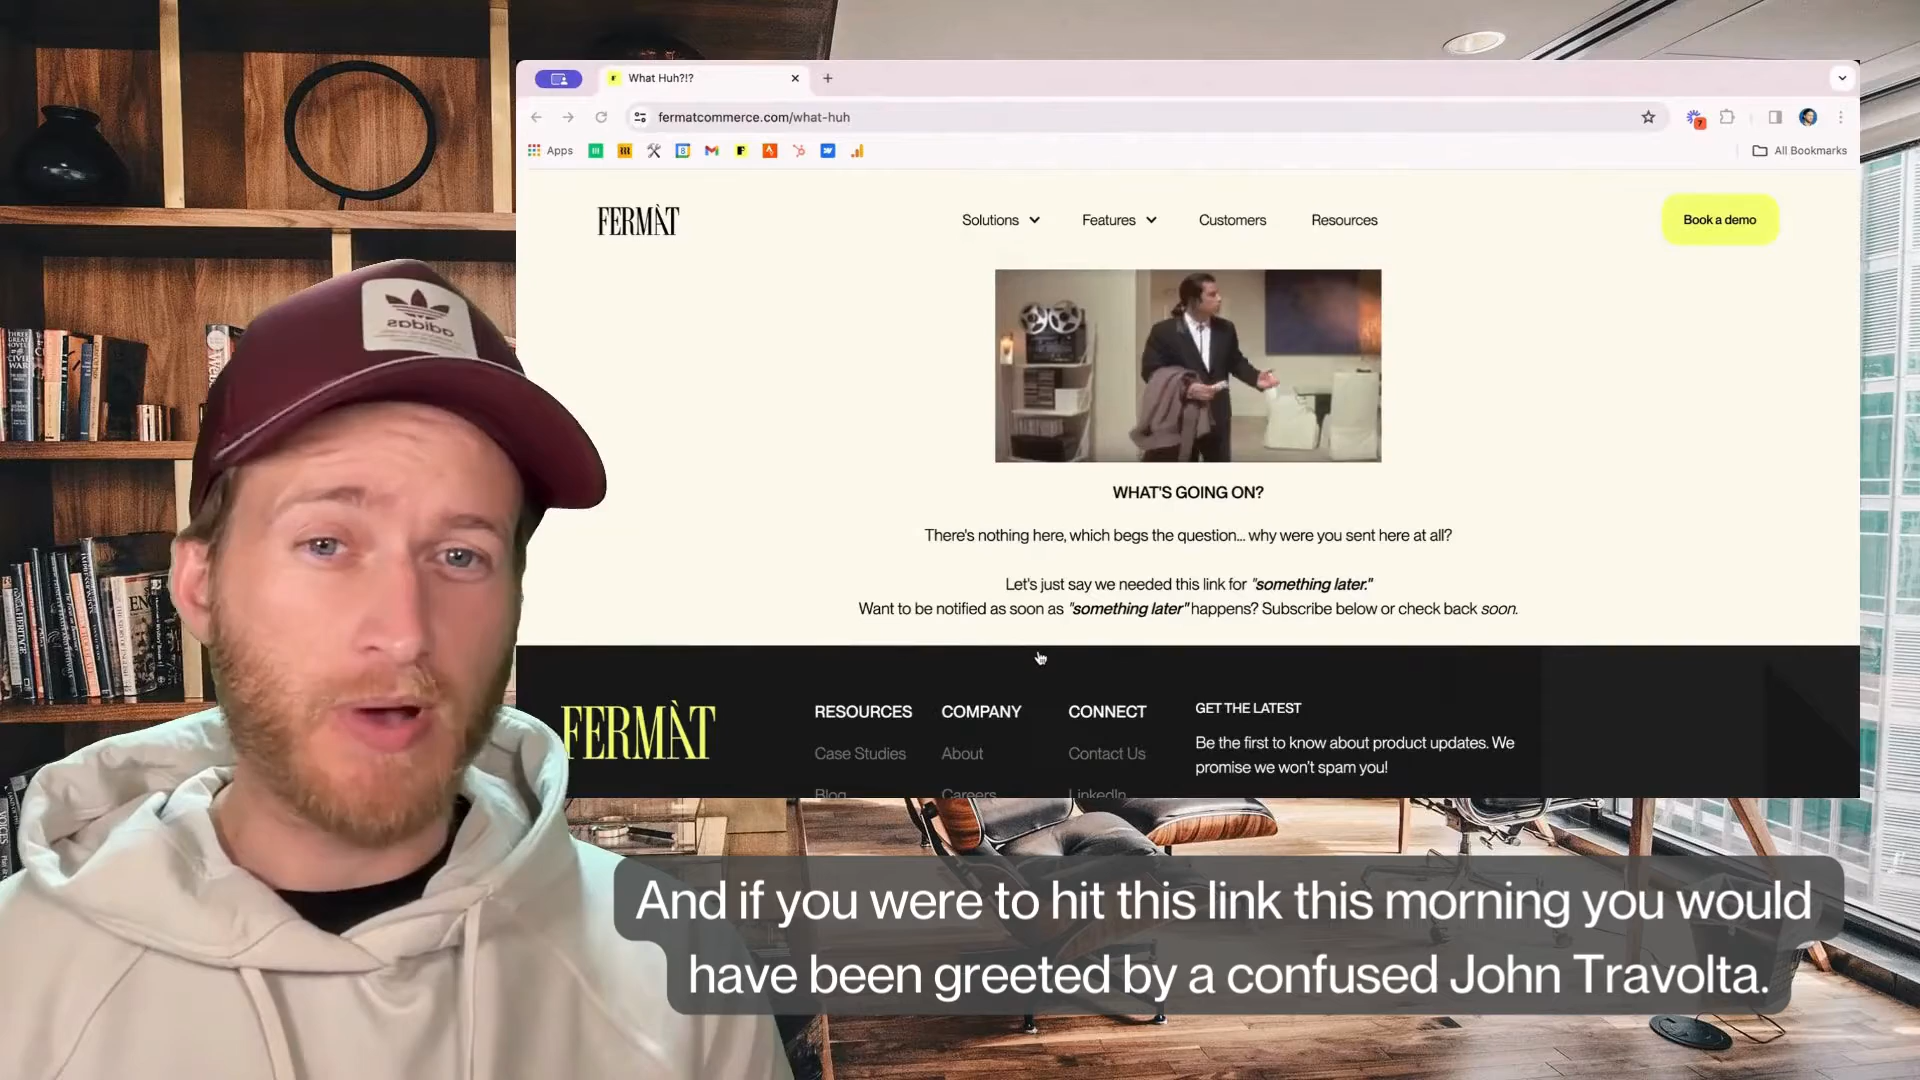 What Huh?!?
fermatcommerce.com/what-huh
7
Apps
8
All Bookmarks
FERMÀT
Solutions
Features
Customers
Resources
Book a demo
adidas
WHAT'S GOING ON?
There's nothing here, which begs the question... why were you sent here at all?
Let's just say we needed this link for "something later."
Want to be notified as soon as "something later" happens? Subscribe below or check back soon.
FERMÀT
RESOURCES
Case Studies
Blog
COMPANY
About
Careers
CONNECT
Contact Us
LinkedIn
GET THE LATEST
Be the first to know about product updates. We
promise we won't spam you!
And if you were to hit this link this morning you would
have been greeted by a confused John Travolta.